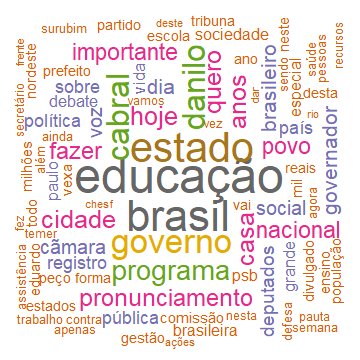 surubim partido deste tribuna
escola sociedade
frente
secretário
nordeste
importante
prefeito
sobre
debate
política
voz
vida
dia
vamos
cabral
hoje
danilo
quero
vez
ano
anos
dar
brasileiro
sendo
especial
neste
saúde
pessoas
recursos
desta
rio
país
governador
povo
ainda
milhões
além
paulo
vexa
fazer
estado
educação
chesf
brasil
reais
mil
agora
vai
social
fez
todo
temer
cidade
câmara
registro
governo
casa
nacional
assistência
eduardo
peço forma
programa
psb
deputados
grande
divulgado
ensino
população
estados
pronunciamento
trabalho contra
apenas
pública
gestão
comissão
ações
brasileira
nesta
defesa
pauta
semana